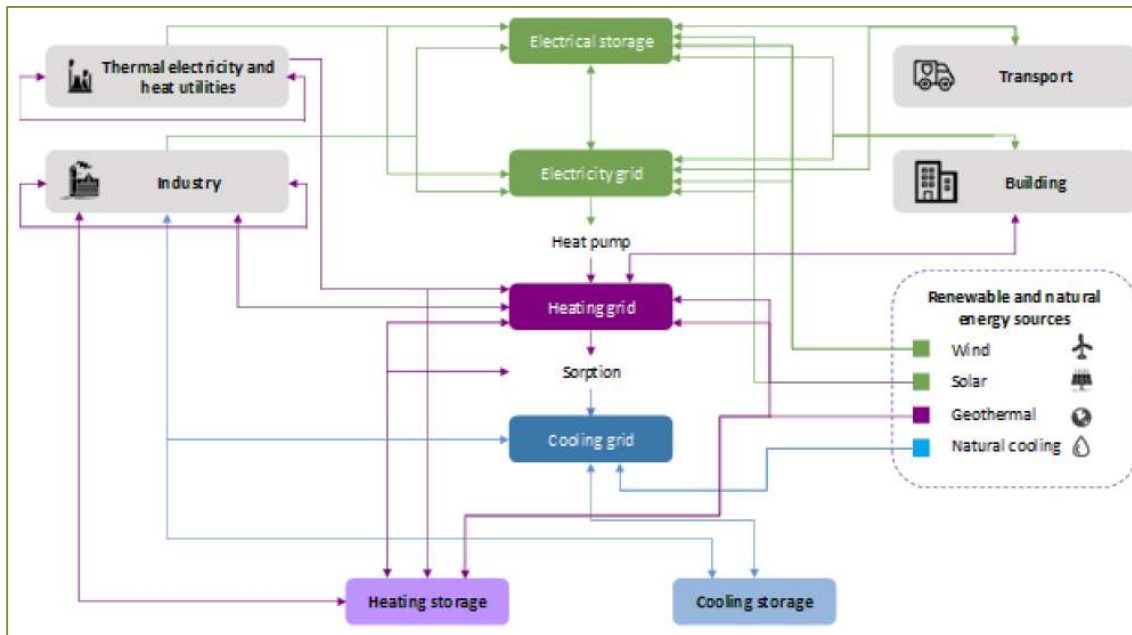 Electrical storage
Thermal electricity and
heat utilities
Transport
Industry
Electricity grid
Building
Heat pump
Heating grid
Renewable and natural
energy sources
Wind
Solar
Sorption
Geothermal
Cooling grid
Natural cooling
Heating storage
Cooling storage